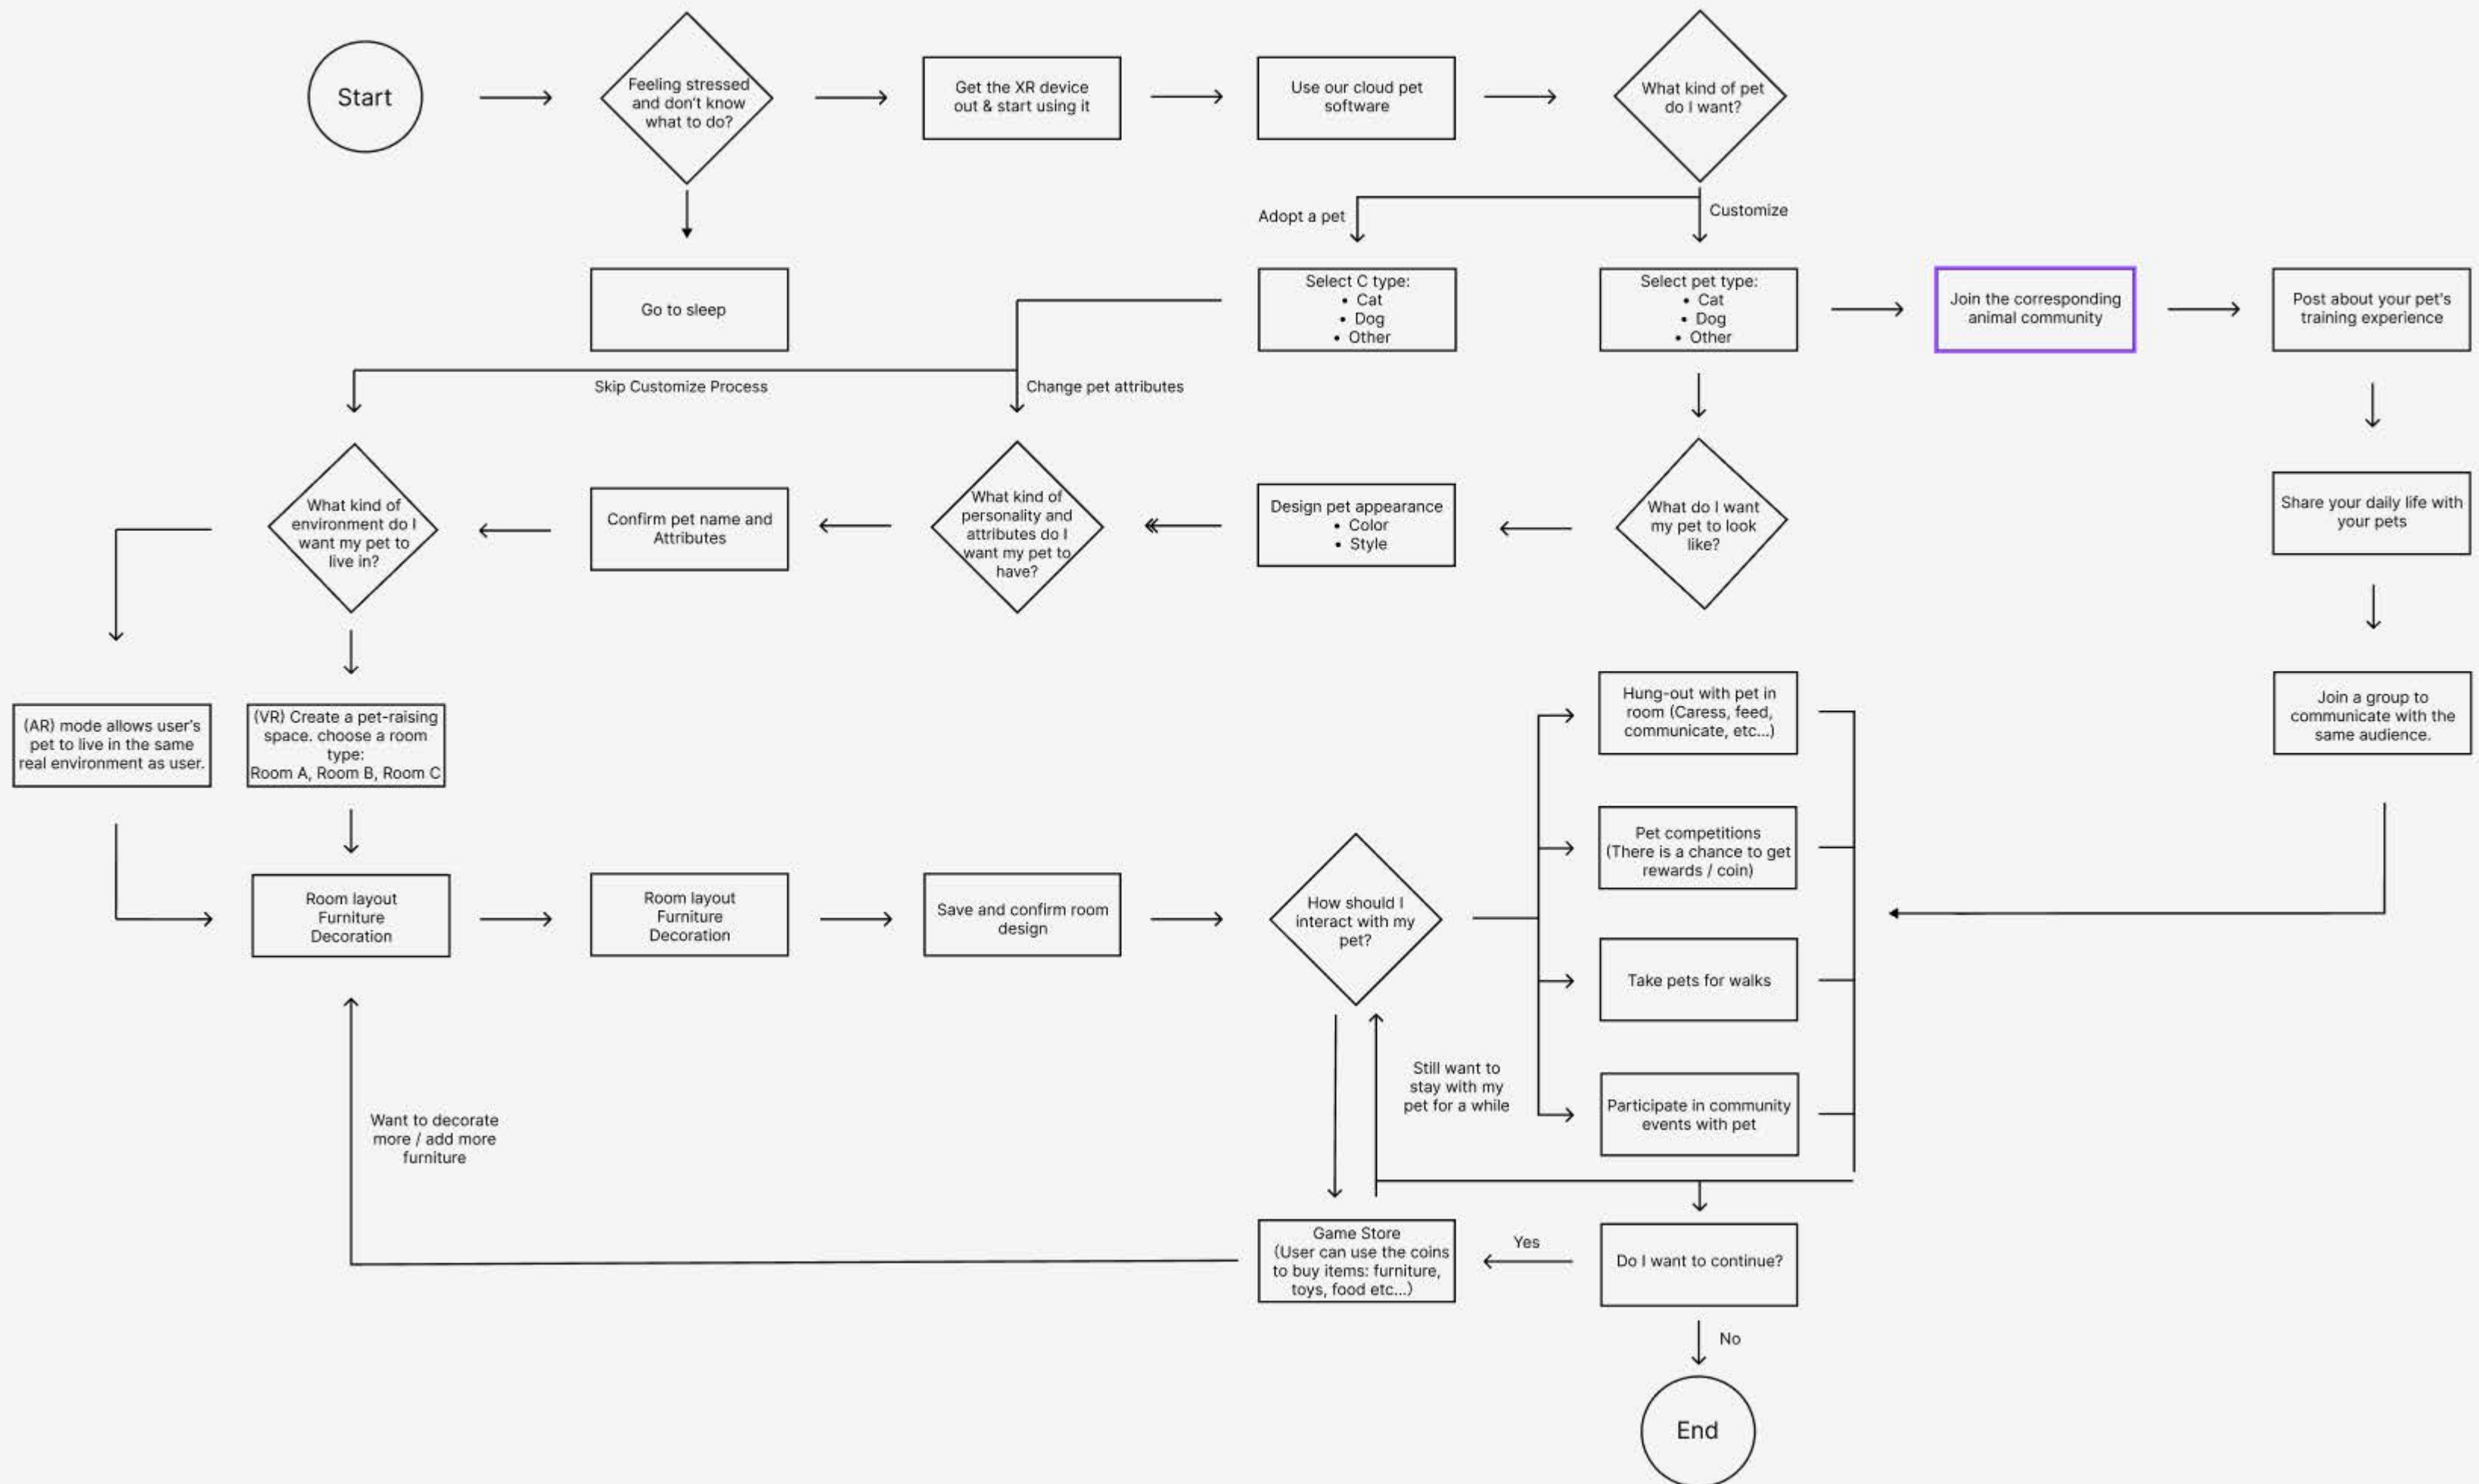 Start
Feeling stressed
and don't know
what to do?
Get the XR device
out & start using it
Use our cloud pet
software
What kind of pet
do I want?
Adopt a pet
Customize
Go to sleep
Select C type:
• Cat
• Dog
• Other
Select pet type:
• Cat
• Dog
• Other
Join the corresponding
animal community
Post about your pet's
training experience
Skip Customize Process
Change pet attributes
What kind of
environment do I
want my pet to
live in?
Confirm pet name and
Attributes
What kind of
personality and
attributes do I
want my pet to
have?
Design pet appearance
• Color
• Style
What do I want
my pet to look
like?
Share your daily life with
your pets
(AR) mode allows user's
pet to live in the same
real environment as user.
(VR) Create a pet-raising
space. choose a room
type:
Room A, Room B, Room C
Hung-out with pet in
room (Caress, feed,
communicate, etc...)
Join a group to
communicate with the
same audience.
Pet competitions
(There is a chance to get
rewards / coin)
Room layout
Furniture
Decoration
Room layout
Furniture
Decoration
Save and confirm room
design
How should I
interact with my
pet?
Take pets for walks
Still want to
stay with my
pet for a while
Participate in community
events with pet
Want to decorate
more / add more
furniture
Game Store
(User can use the coins
to buy items: furniture,
toys, food etc...)
Yes
Do I want to continue?
No
End